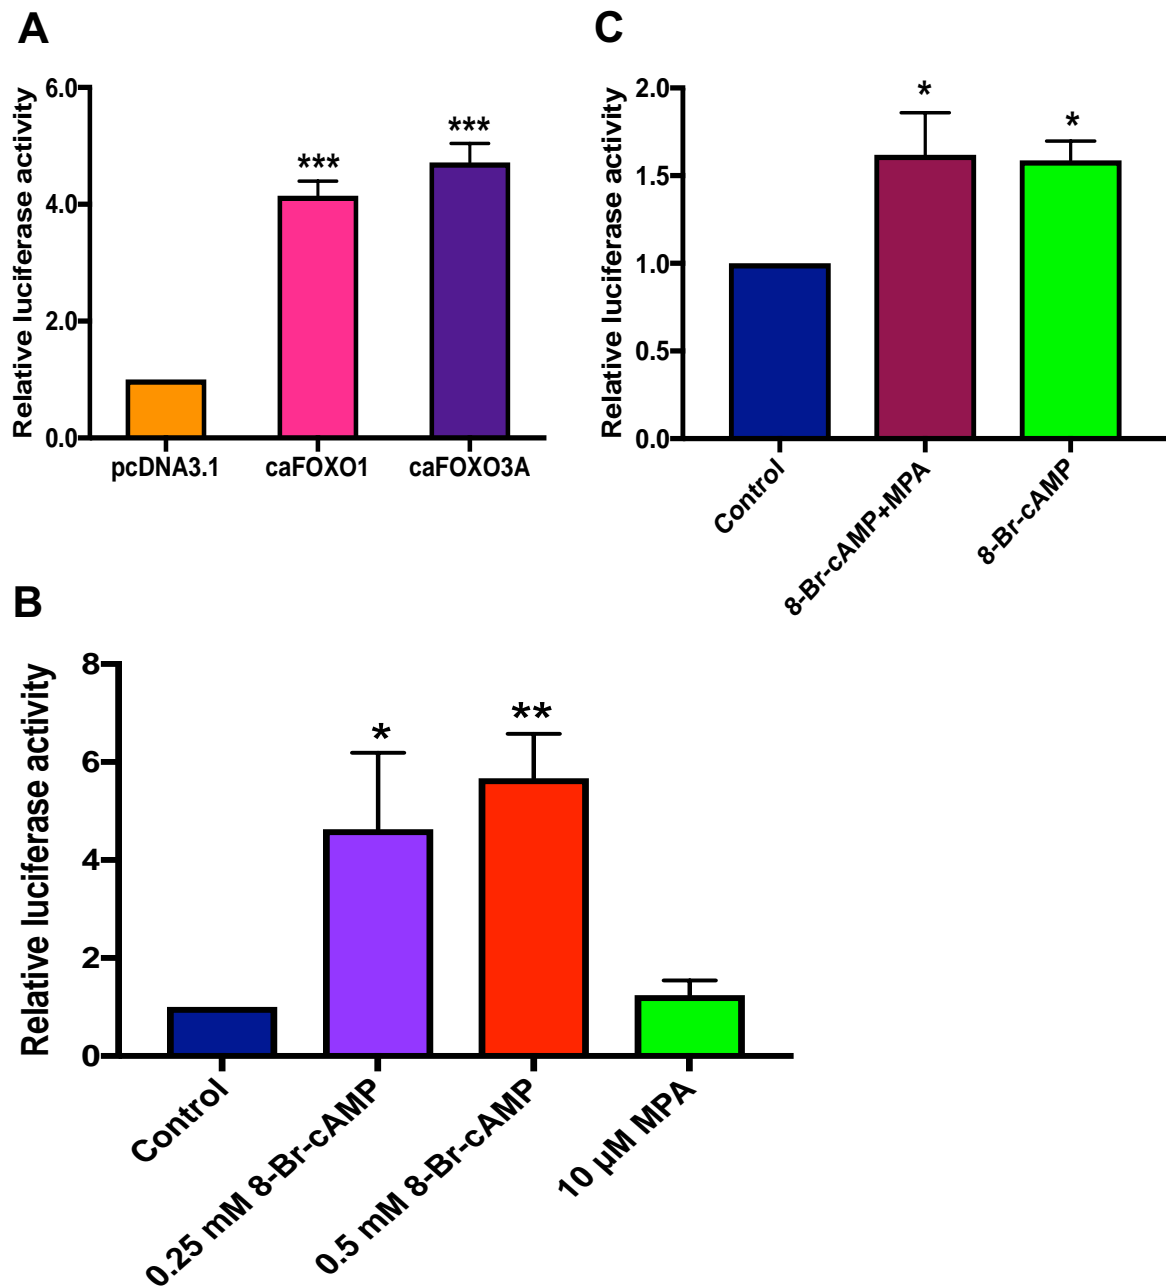 A
Relative luciferase activity
6.0
4.0
2.0
0.0
***
***
pcDNA3.1
caFOXO1
caFOXO3A
C
Relative luciferase activity
2.0
1.5
1.0
0.5
0.0
*
*
Control
8-Br-cAMP+MPA
8-Br-cAMP
B
Relative luciferase activity
8
6
4
2
0
*
**
Control
0.25 mM 8-Br-cAMP
0.5 mM 8-Br-cAMP
10 µM MPA